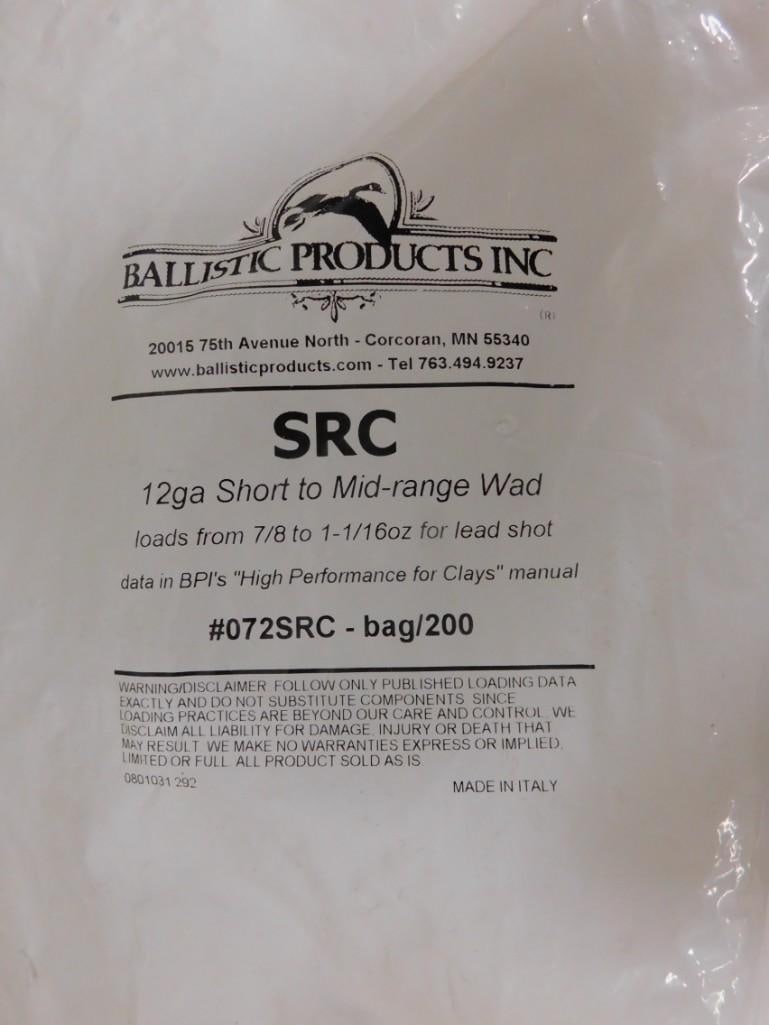 BALLISTIC PRODUCTS INC
(R)
20015 75th Avenue North - Corcoran, MN 55340
www.ballisticproducts.com - Tel 763.494.9237
SRC
12ga Short to Mid-range Wad
loads from 7/8 to 1-1/16oz for lead shot
data in BPI's "High Performance for Clays" manual
#072SRC - bag/200
WARNING/DISCLAIMER FOLLOW ONLY PUBLISHED LOADING DATA
EXACTLY AND DO NOT SUBSTITUTE COMPONENTS SINCE
LOADING PRACTICES ARE BEYOND OUR CARE AND CONTROL, WE
DISCLAIM ALL LIABILITY FOR DAMAGE, INJURY OR DEATH THAT
MAY RESULT WE MAKE NO WARRANTIES EXPRESS OR IMPLIED,
LIMITED OR FULL ALL PRODUCT SOLD AS IS
0801031 292
MADE IN ITALY